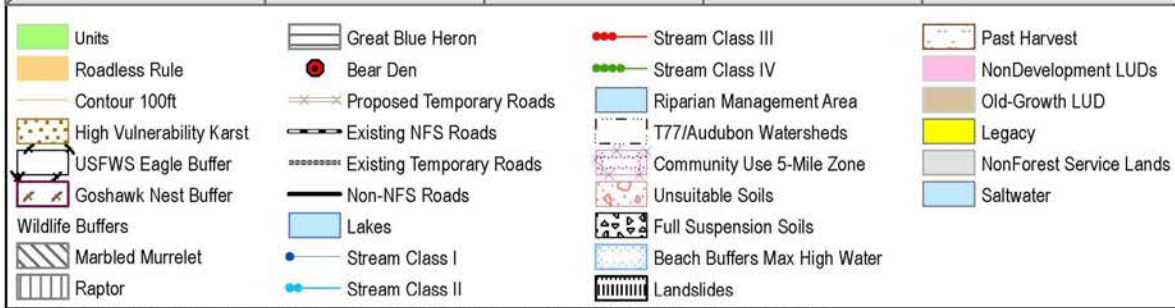 Units
Roadless Rule
Contour 100ft
High Vulnerability Karst
USFWS Eagle Buffer
Goshawk Nest Buffer
Wildlife Buffers
Marbled Murrelet
Raptor
Great Blue Heron
Bear Den
Proposed Temporary Roads
Existing NFS Roads
Existing Temporary Roads
Non-NFS Roads
Lakes
Stream Class I
Stream Class II
Stream Class III
Stream Class IV
Riparian Management Area
T77/Audubon Watersheds
Community Use 5-Mile Zone
Unsuitable Soils
Full Suspension Soils
Beach Buffers Max High Water
Landslides
Past Harvest
NonDevelopment LUDs
Old-Growth LUD
Legacy
NonForest Service Lands
Saltwater